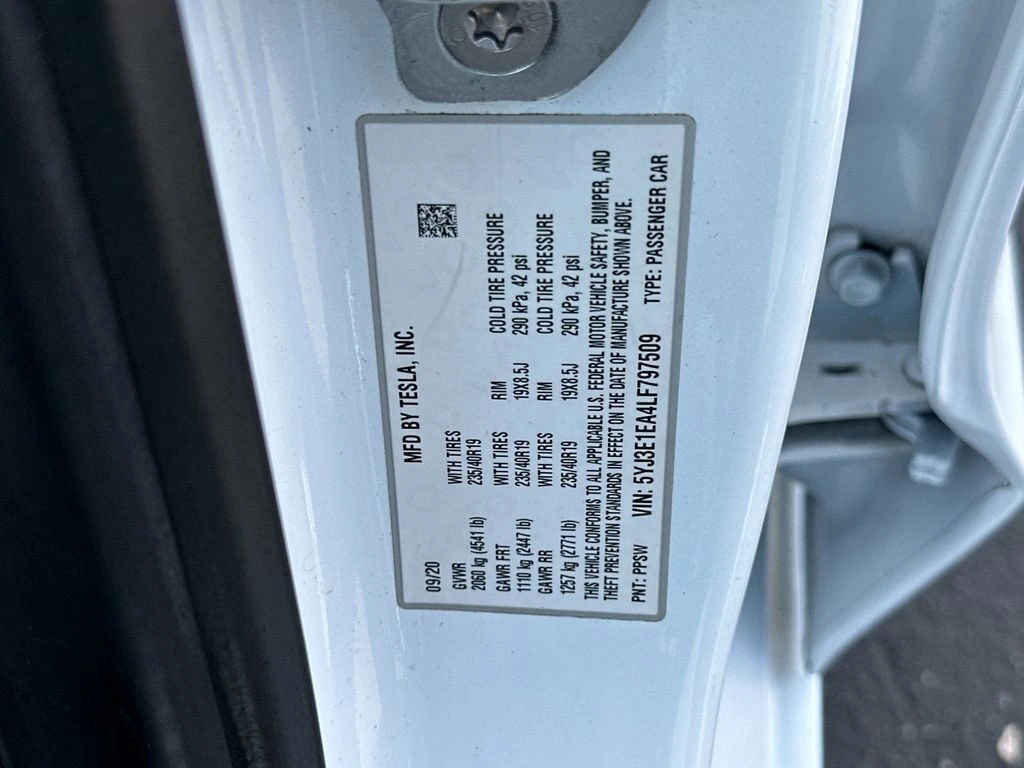 MFD BY TESLA, INC.
09/20
GVWR WITH TIRES
2060 kg (4541 lb) 235/40R19
GAWR FRT WITH TIRES RIM COLD TIRE PRESSURE
1110 kg (2447 lb) 235/40R19 19X8.5J 290 kPa, 42 psi
GAWR RR WITH TIRES RIM COLD TIRE PRESSURE
1257 kg (2771 lb) 235/40R19 19X8.5J 290 kPa, 42 psi
THIS VEHICLE CONFORMS TO ALL APPLICABLE U.S. FEDERAL MOTOR VEHICLE SAFETY, BUMPER, AND
THEFT PREVENTION STANDARDS IN EFFECT ON THE DATE OF MANUFACTURE SHOWN ABOVE.
PNT: PPSW VIN: 5YJ3E1EA4LF797509 TYPE: PASSENGER CAR